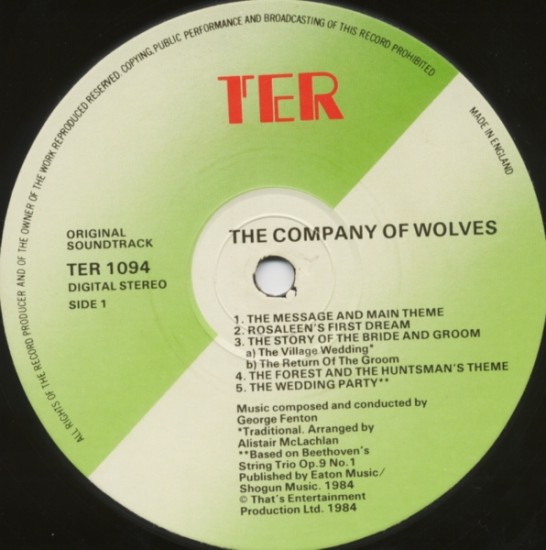 ALL RIGHTS OF THE RECORD PRODUCER AND OF THE OWNER OF THE WORK REPRODUCED RESERVED. COPYING, PUBLIC PERFORMANCE AND BROADCASTING OF THIS RECORD PROHIBITED
TER
MADE IN ENGLAND
ORIGINAL
SOUNDTRACK
TER 1094
DIGITAL STEREO
SIDE 1
THE COMPANY OF WOLVES
1. THE MESSAGE AND MAIN THEME
2. ROSALEEN'S FIRST DREAM
3. THE STORY OF THE BRIDE AND GROOM
a) The Village Wedding*
b) The Return Of The Groom
4. THE FOREST AND THE HUNTSMAN'S THEME
5. THE WEDDING PARTY**
Music composed and conducted by
George Fenton
*Traditional. Arranged by
Alistair McLachlan
**Based on Beethoven's
String Trio Op.9 No.1
Published by Eaton Music/
Shogun Music. 1984
© That's Entertainment
Production Ltd. 1984